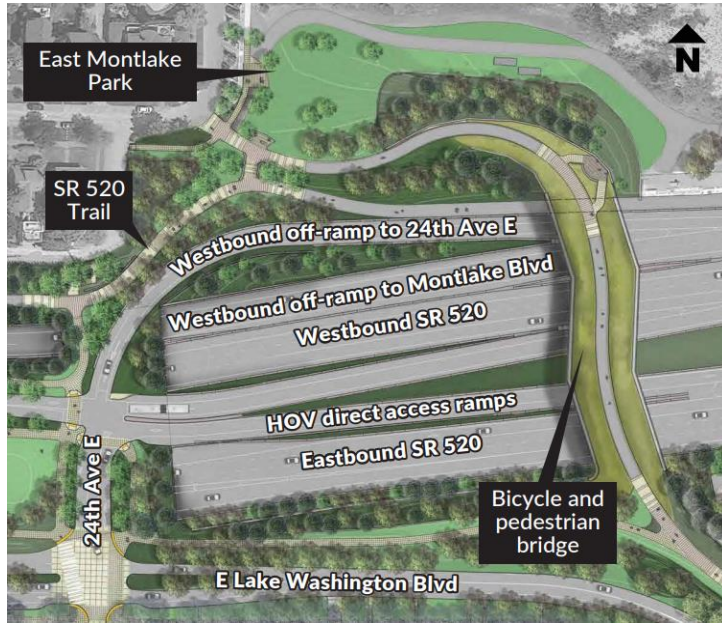 East Montlake
Park
N
SR 520
Trail
Westbound off-ramp to 24th Ave E
Westbound off-ramp to Montlake Blvd
Westbound SR 520
HOV direct access ramps
Eastbound SR 520
24th Ave E
Bicycle and
pedestrian
bridge
E Lake Washington Blvd